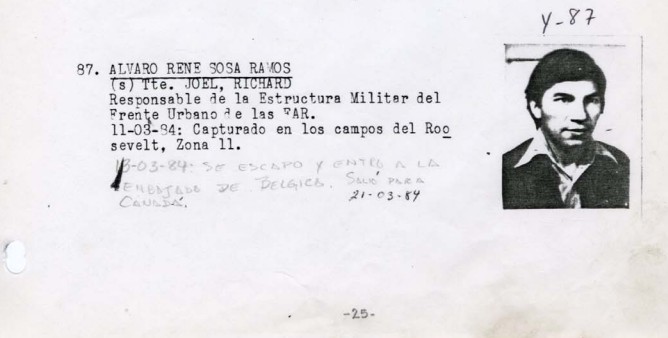 Y-87
87. ALVARO RENE SOSA RAMOS
(s) Tte. JOEL, RICHARD
Responsable de la Estructura Militar del
Frente Urbano de las FAR.
11-03-84: Capturado en los campos del Roo
sevelt, Zona 11.
13-03-84: SE ESCAPO Y ENTRO A LA
EMBAJADA DE BELGICA. SALIÓ PARA
CANADÁ. 21-03-84
-25-